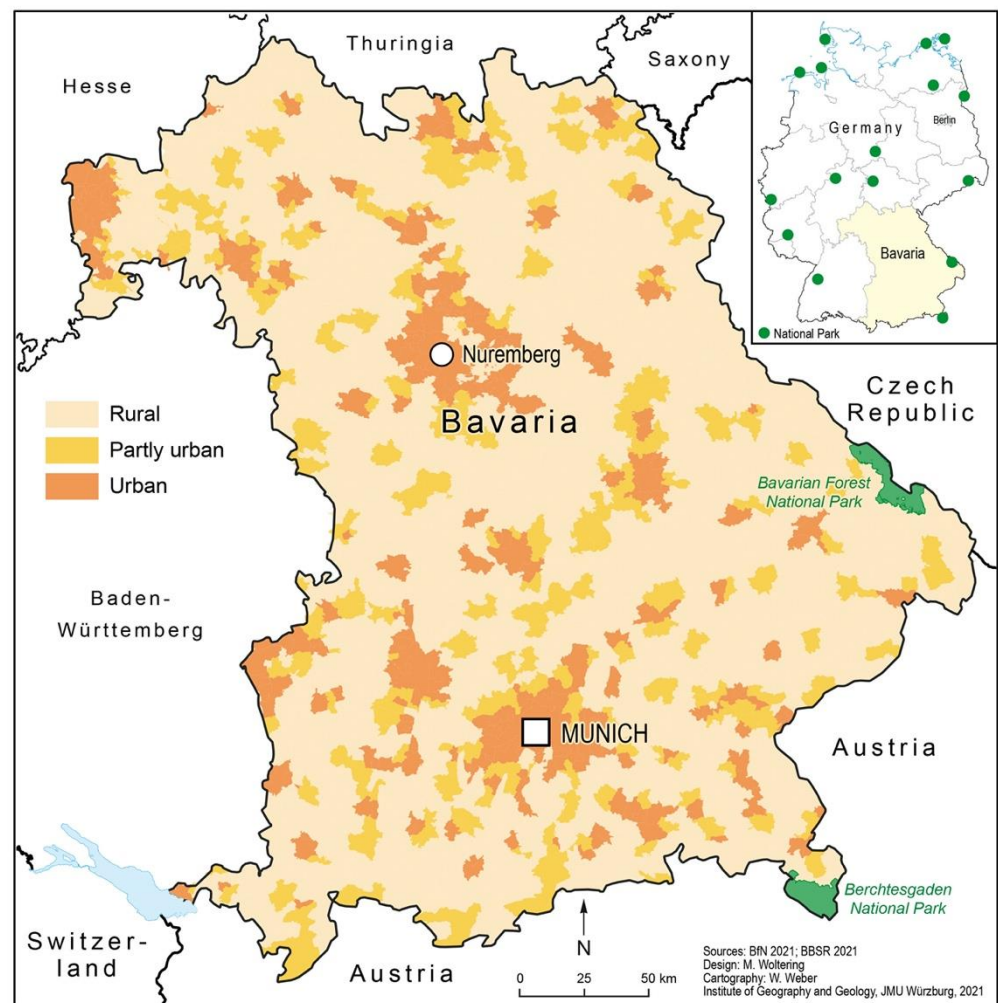 Thuringia
Saxony
Hesse
Germany
Berlin
Bavaria
National Park
Nuremberg
Czech
Republic
Bavaria
Rural
Partly urban
Urban
Bavarian Forest
National Park
Baden-
Württemberg
MUNICH
Austria
Berchtesgaden
National Park
Switzer-
land
Austria
N
0 25 50 km
Sources: BfN 2021; BBSR 2021
Design: M. Woltering
Cartography: W. Weber
Institute of Geography and Geology, JMU Würzburg, 2021